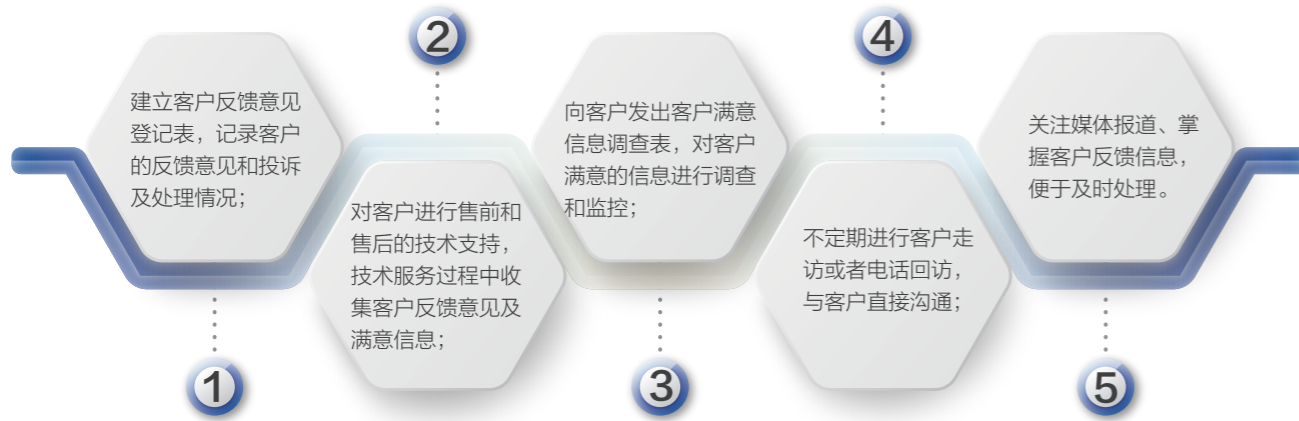 1
建立客户反馈意见
登记表，记录客户
的反馈意见和投诉
及处理情况；
2
对客户进行售前和
售后的技术支持，
技术服务过程中收
集客户反馈意见及
满意信息；
3
向客户发出客户满意
信息调查表，对客户
满意的信息进行调查
和监控；
4
不定期进行客户走
访或者电话回访，
与客户直接沟通；
5
关注媒体报道、掌
握客户反馈信息，
便于及时处理。